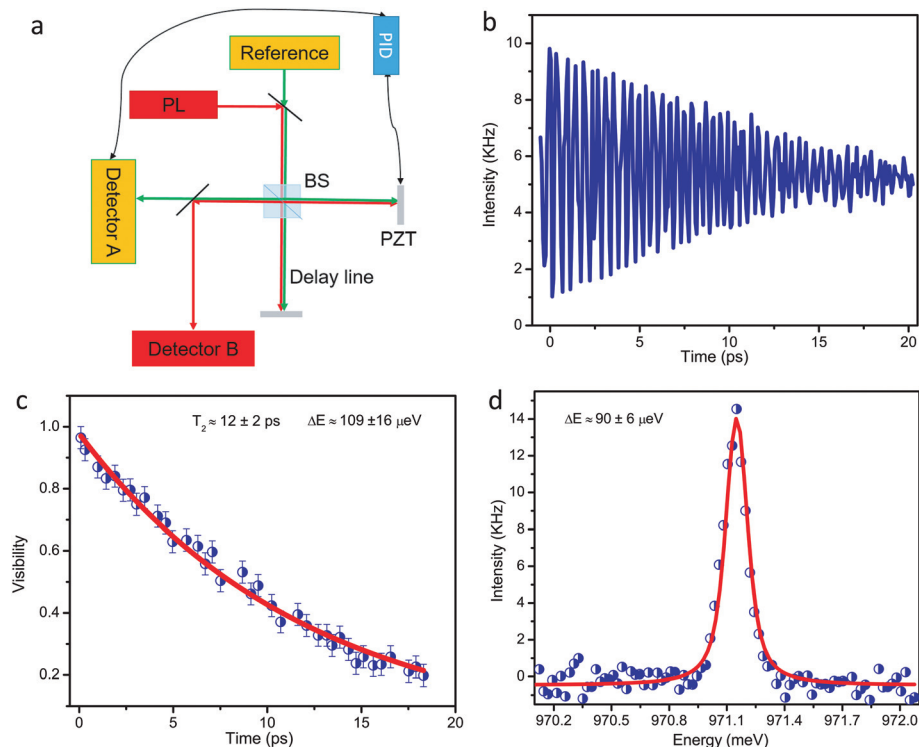 a
PID
Reference
PL
Detector A
BS
PZT
Delay line
Detector B
b
Intensity (KHz)
10
8
6
4
2
0
0 5 10 15 20
Time (ps)
c
T₂ ≈ 12 ± 2 ps ΔE ≈ 109 ±16 μeV
Visibility
1.0
0.8
0.6
0.4
0.2
0 5 10 15 20
Time (ps)
d
ΔE ≈ 90 ± 6 μeV
Intensity (KHz)
14
12
10
8
6
4
2
0
970.2 970.5 970.8 971.1 971.4 971.7 972.0
Energy (meV)